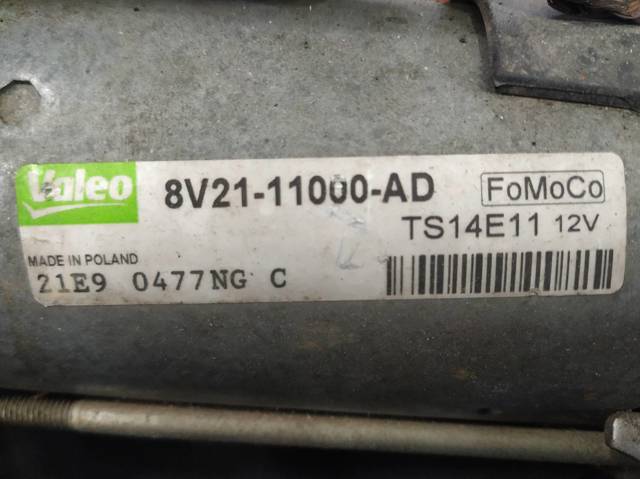 Valeo
8V21-11000-AD
FoMoCo
TS14E11 12V
MADE IN POLAND
21E9 0477NG C